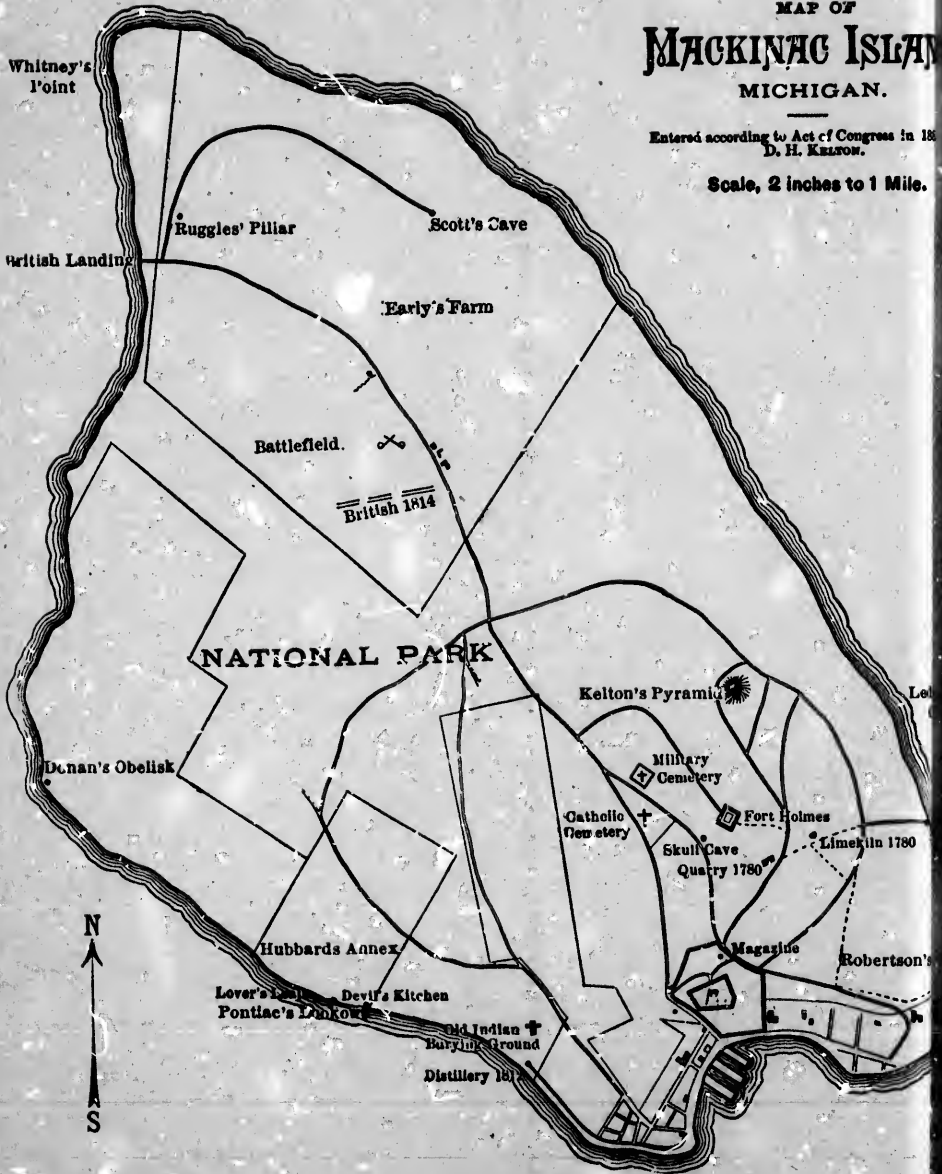 MAP OF
MACKINAC ISLAN
MICHIGAN.
Entered according to Act of Congress in 18
D. H. KELTON.
Scale, 2 inches to 1 Mile.
Whitney's
Point
Ruggles' Pillar
Scott's Cave
British Landing
Early's Farm
Battlefield.
British 1814
NATIONAL PARK
Kelton's Pyramid
Military
Cemetery
Donan's Obelisk
Catholic
Cemetery
Fort Holmes
Limekiln 1780
Skull Cave
Quarry 1780
N
S
Magazine
Robertson's
Hubbards Annex
Lover's
Devil's Kitchen
Pontiac's Lookout
Old Indian
Burying Ground
Distillery